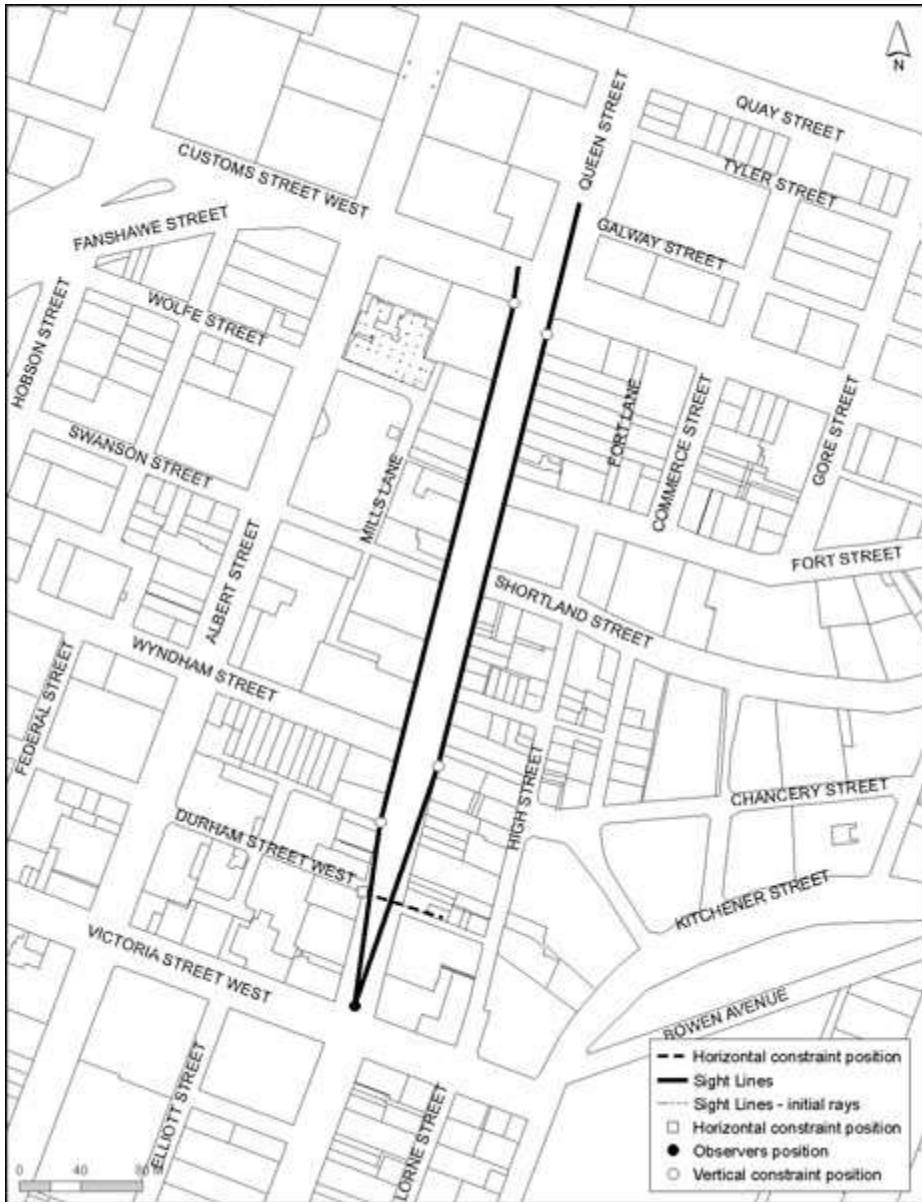 N
QUEEN STREET
QUAY STREET
TYLER STREET
CUSTOMS STREET WEST
FANSHAWE STREET
GALWAY STREET
WOLFE STREET
HOBSON STREET
FORT LANE
COMMERCE STREET
GORE STREET
SWANSON STREET
MILLS LANE
ALBERT STREET
FORT STREET
SHORTLAND STREET
WYNDHAM STREET
FEDERAL STREET
HIGH STREET
CHANCERY STREET
DURHAM STREET WEST
KITCHENER STREET
VICTORIA STREET WEST
BOWEN AVENUE
ELLIOTT STREET
LORNE STREET
Horizontal constraint position
Sight Lines
Sight Lines - initial rays
Horizontal constraint position
Observers position
Vertical constraint position
0 20 40 80 M